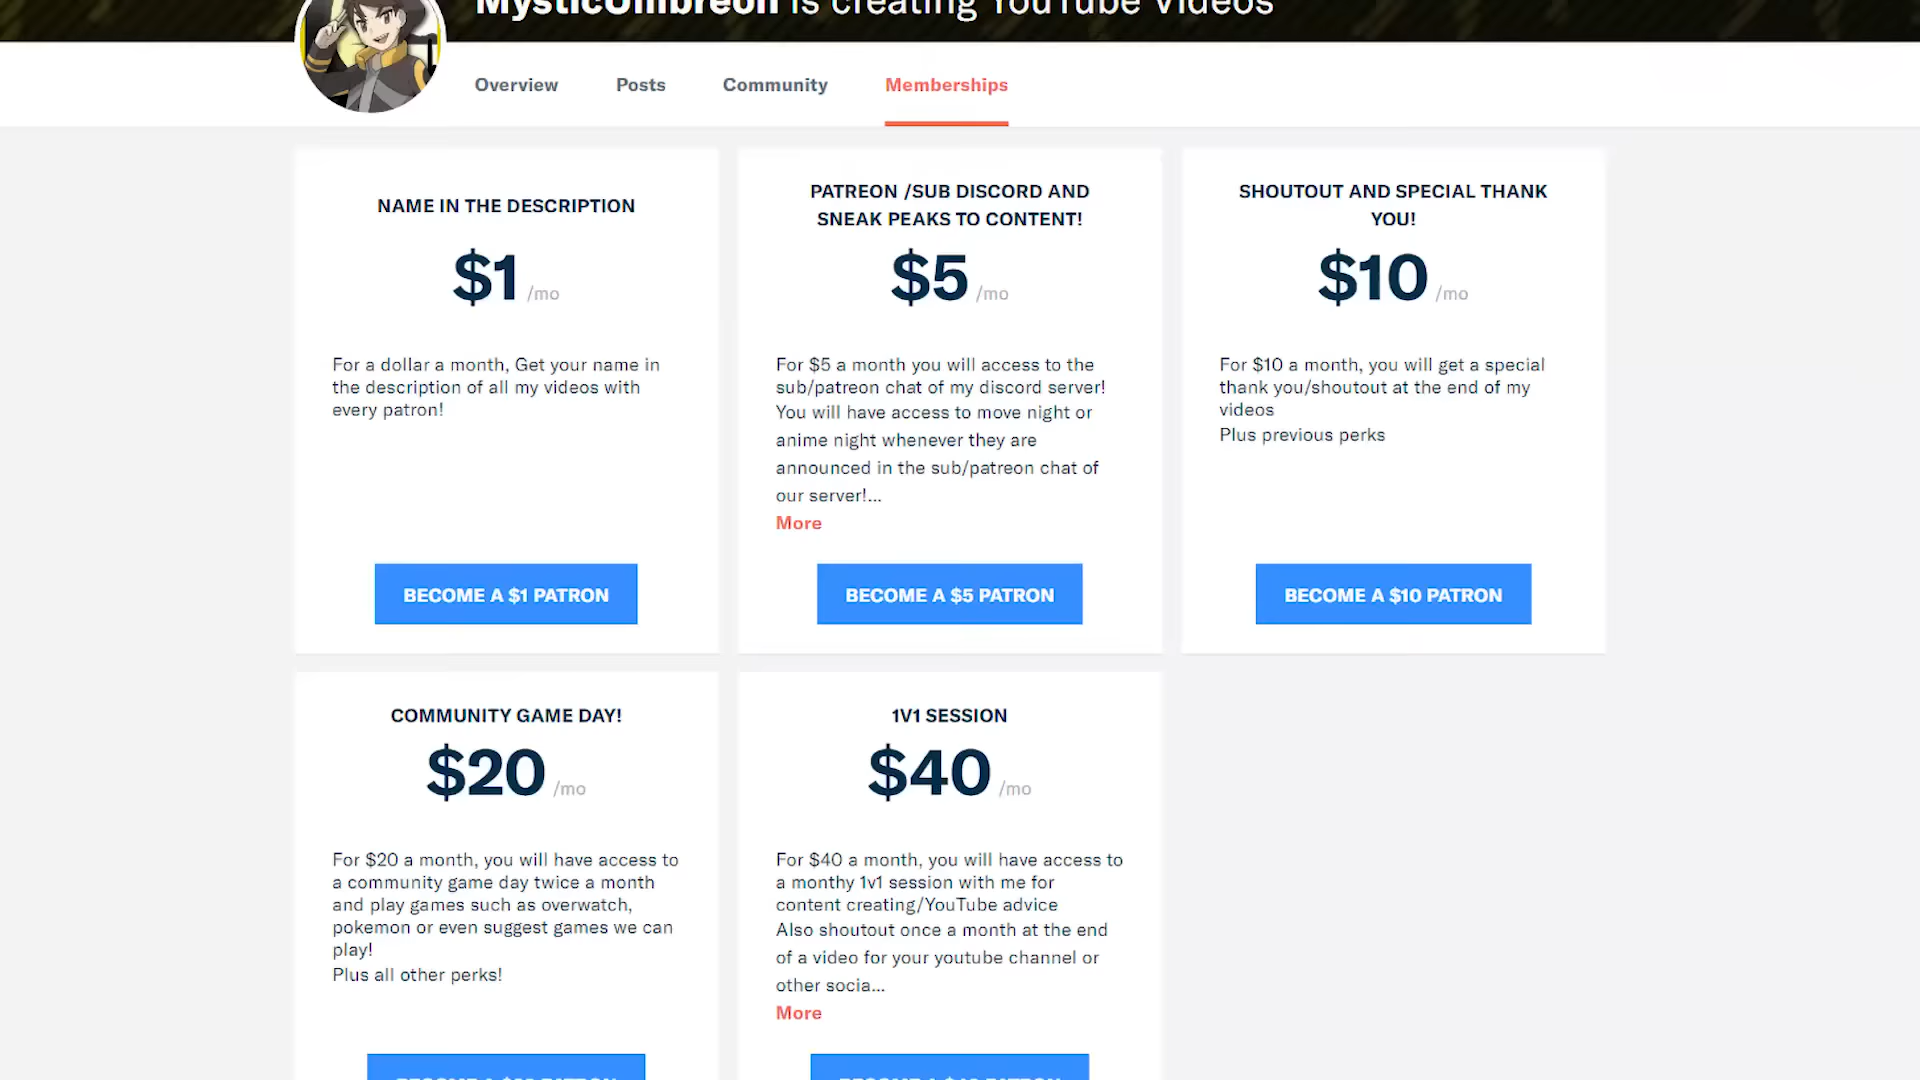 MysticUmbreon is creating YouTube Videos
Overview
Posts
Community
Memberships
NAME IN THE DESCRIPTION
$1 /mo
For a dollar a month, Get your name in
the description of all my videos with
every patron!
BECOME A $1 PATRON
PATREON /SUB DISCORD AND
SNEAK PEAKS TO CONTENT!
$5 /mo
For $5 a month you will access to the
sub/patreon chat of my discord server!
You will have access to move night or
anime night whenever they are
announced in the sub/patreon chat of
our server!...
More
BECOME A $5 PATRON
SHOUTOUT AND SPECIAL THANK
YOU!
$10 /mo
For $10 a month, you will get a special
thank you/shoutout at the end of my
videos
Plus previous perks
BECOME A $10 PATRON
COMMUNITY GAME DAY!
$20 /mo
For $20 a month, you will have access to
a community game day twice a month
and play games such as overwatch,
pokemon or even suggest games we can
play!
Plus all other perks!
BECOME A $20 PATRON
1V1 SESSION
$40 /mo
For $40 a month, you will have access to
a monthy 1v1 session with me for
content creating/YouTube advice
Also shoutout once a month at the end
of a video for your youtube channel or
other socia...
More
BECOME A $40 PATRON